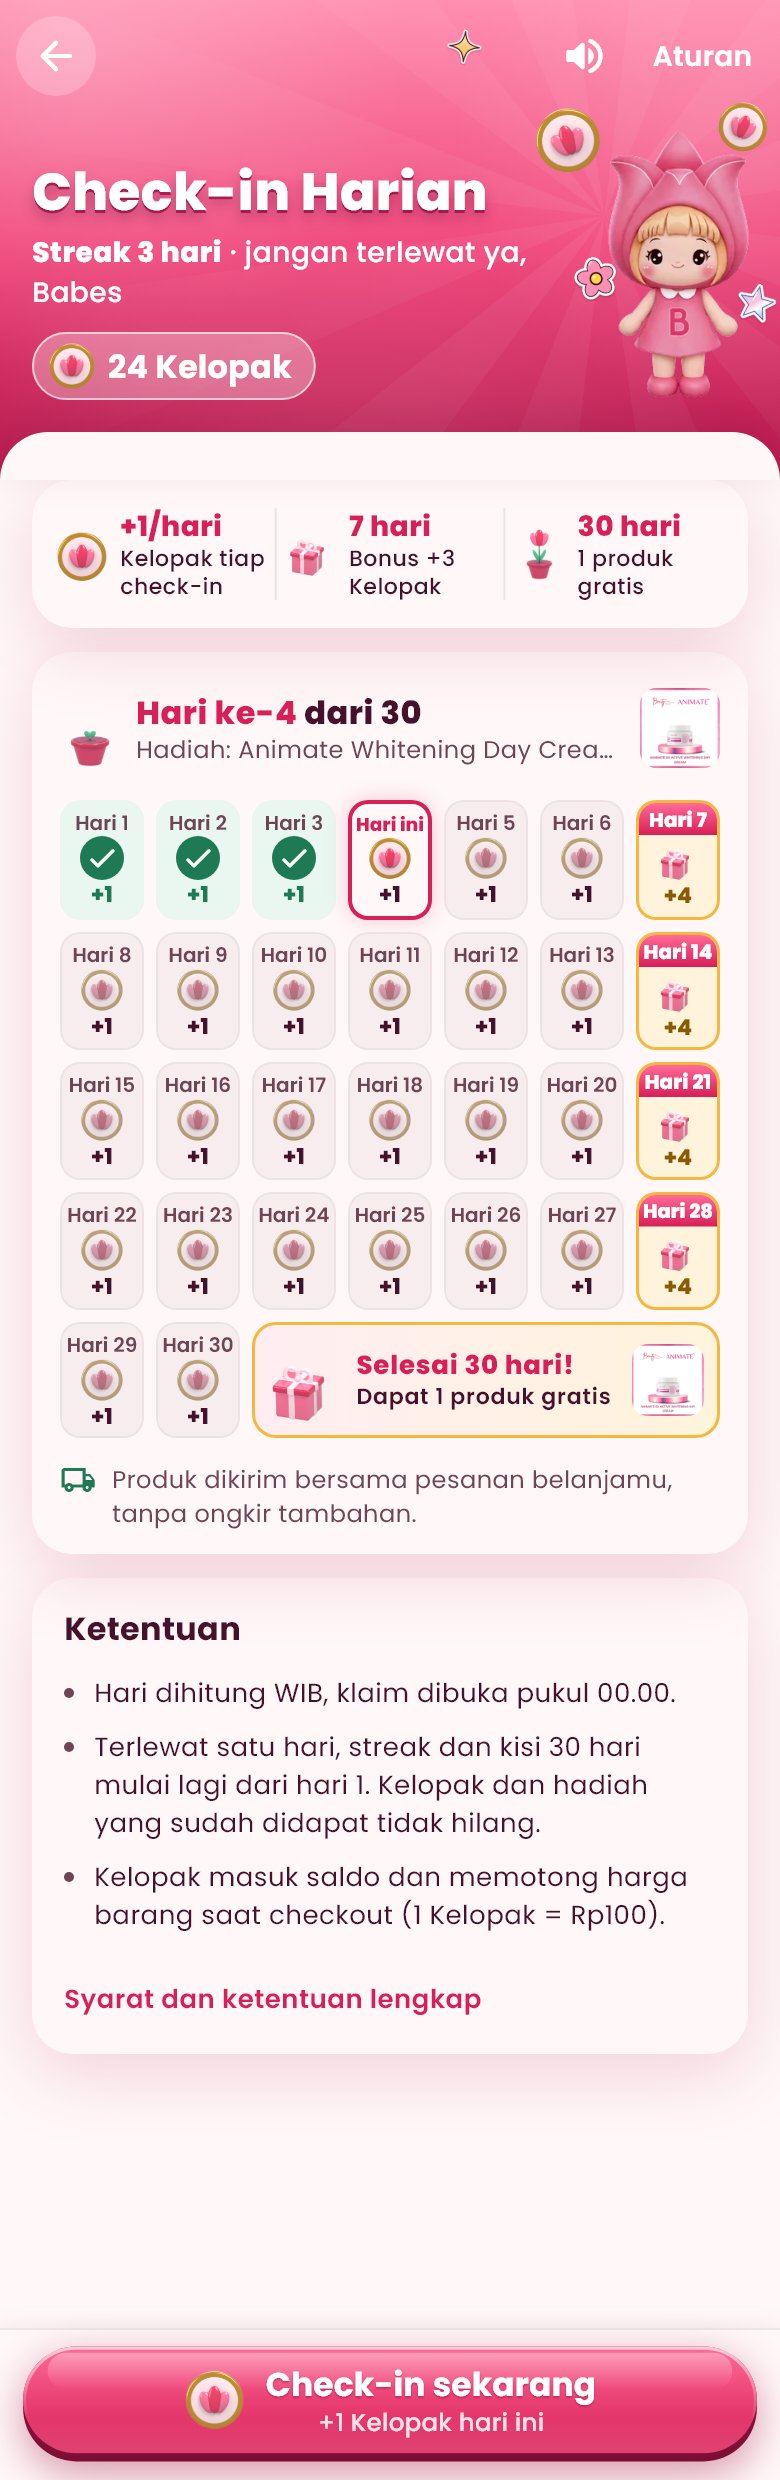 Aturan
Check-in Harian
Streak 3 hari · jangan terlewat ya,
Babes
24 Kelopak
B
+1/hari
Kelopak tiap
check-in
7 hari
Bonus +3
Kelopak
30 hari
1 produk
gratis
Hari ke-4 dari 30
Hadiah: Animate Whitening Day Crea...
ANIMATE
Hari 1 Hari 2 Hari 3 Hari ini Hari 5 Hari 6 Hari 7
+1 +1 +1 +1 +1 +1 +4
Hari 8 Hari 9 Hari 10 Hari 11 Hari 12 Hari 13 Hari 14
+1 +1 +1 +1 +1 +1 +4
Hari 15 Hari 16 Hari 17 Hari 18 Hari 19 Hari 20 Hari 21
+1 +1 +1 +1 +1 +1 +4
Hari 22 Hari 23 Hari 24 Hari 25 Hari 26 Hari 27 Hari 28
+1 +1 +1 +1 +1 +1 +4
Hari 29 Hari 30
+1 +1
Selesai 30 hari!
Dapat 1 produk gratis
ANIMATE
Produk dikirim bersama pesanan belanjamu,
tanpa ongkir tambahan.
Ketentuan
• Hari dihitung WIB, klaim dibuka pukul 00.00.
• Terlewat satu hari, streak dan kisi 30 hari
mulai lagi dari hari 1. Kelopak dan hadiah
yang sudah didapat tidak hilang.
• Kelopak masuk saldo dan memotong harga
barang saat checkout (1 Kelopak = Rp100).
Syarat dan ketentuan lengkap
Check-in sekarang
+1 Kelopak hari ini